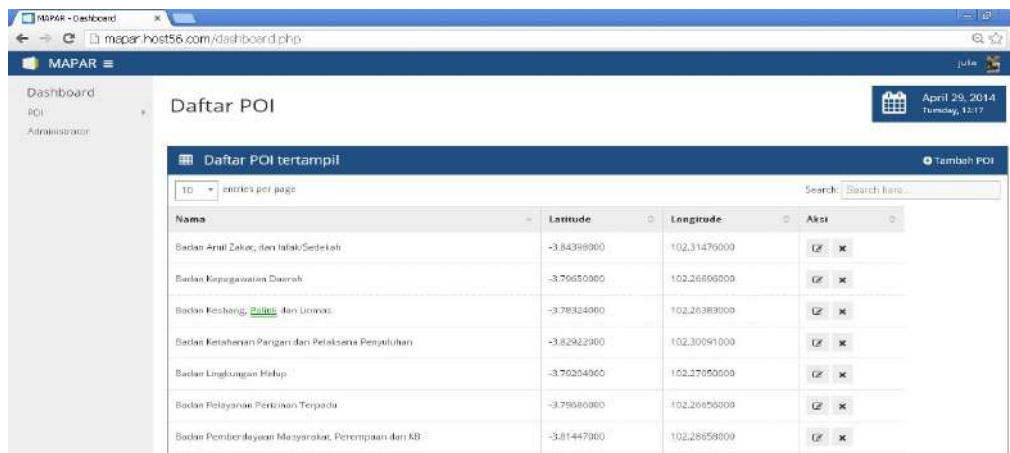 MAPAR - Dashboard
mapar.host56.com/dashboard.php
MAPAR
jufe
Dashboard
POI
Administrator
Daftar POI
April 29, 2014
Tuesday, 12:17
Daftar POI tertampil
Tambah POI
10 entries per page
Search: Search here...
Nama Latitude Longitude Aksi
Badan Amil Zakat, dan Infak/Sedekah -3.84398000 102.31476000
Badan Kepegawaian Daerah -3.79650000 102.26696000
Badan Kesbang, Politik dan Linmas -3.78324000 102.26383000
Badan Ketahanan Pangan dan Pelaksana Penyuluhan -3.82922000 102.30091000
Badan Lingkungan Hidup -3.79204000 102.27050000
Badan Pelayanan Perizinan Terpadu -3.79686000 102.26656000
Badan Pemberdayaan Masyarakat, Perempuan dan KB -3.81447000 102.28658000